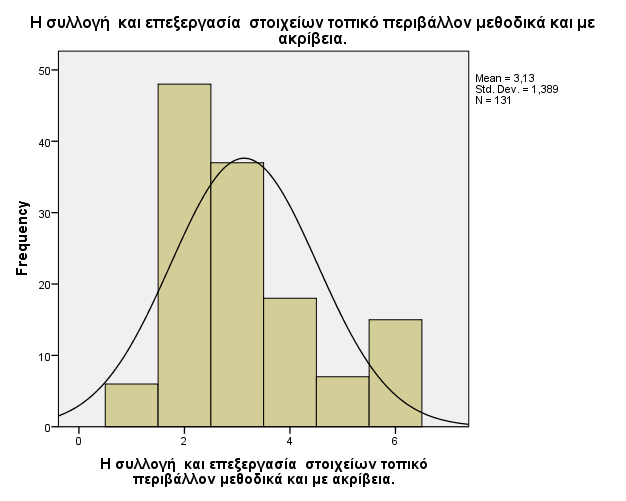 Η συλλογή  και επεξεργασία  στοιχείων τοπικό περιβάλλον μεθοδικά και με
ακρίβεια.
Mean = 3,13
Std. Dev. = 1,389
N = 131
50
40
30
20
10
0
Frequency
0 2 4 6
Η συλλογή  και επεξεργασία  στοιχείων τοπικό
περιβάλλον μεθοδικά και με ακρίβεια.